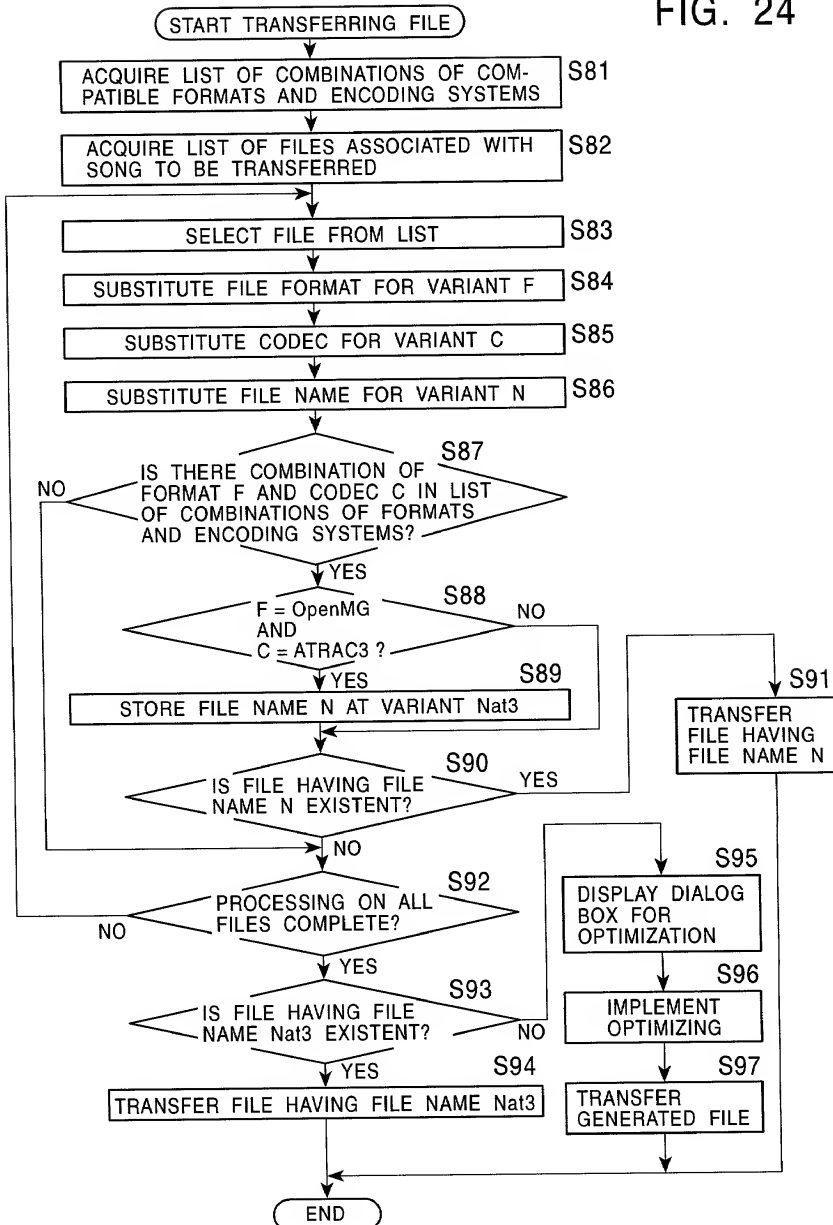 FIG. 24
START TRANSFERRING FILE
ACQUIRE LIST OF COMBINATIONS OF COM-
PATIBLE FORMATS AND ENCODING SYSTEMS
S81
ACQUIRE LIST OF FILES ASSOCIATED WITH
SONG TO BE TRANSFERRED
S82
SELECT FILE FROM LIST
S83
SUBSTITUTE FILE FORMAT FOR VARIANT F
S84
SUBSTITUTE CODEC FOR VARIANT C
S85
SUBSTITUTE FILE NAME FOR VARIANT N
S86
S87
IS THERE COMBINATION OF
FORMAT F AND CODEC C IN LIST
OF COMBINATIONS OF FORMATS
AND ENCODING SYSTEMS?
NO
YES
S88
F = OpenMG
AND
C = ATRAC3 ?
NO
YES
S89
STORE FILE NAME N AT VARIANT Nat3
S90
IS FILE HAVING FILE
NAME N EXISTENT?
YES
NO
S91
TRANSFER
FILE HAVING
FILE NAME N
S92
PROCESSING ON ALL
FILES COMPLETE?
NO
YES
S93
IS FILE HAVING FILE
NAME Nat3 EXISTENT?
NO
YES
S94
TRANSFER FILE HAVING FILE NAME Nat3
S95
DISPLAY DIALOG
BOX FOR
OPTIMIZATION
S96
IMPLEMENT
OPTIMIZING
S97
TRANSFER
GENERATED FILE
END